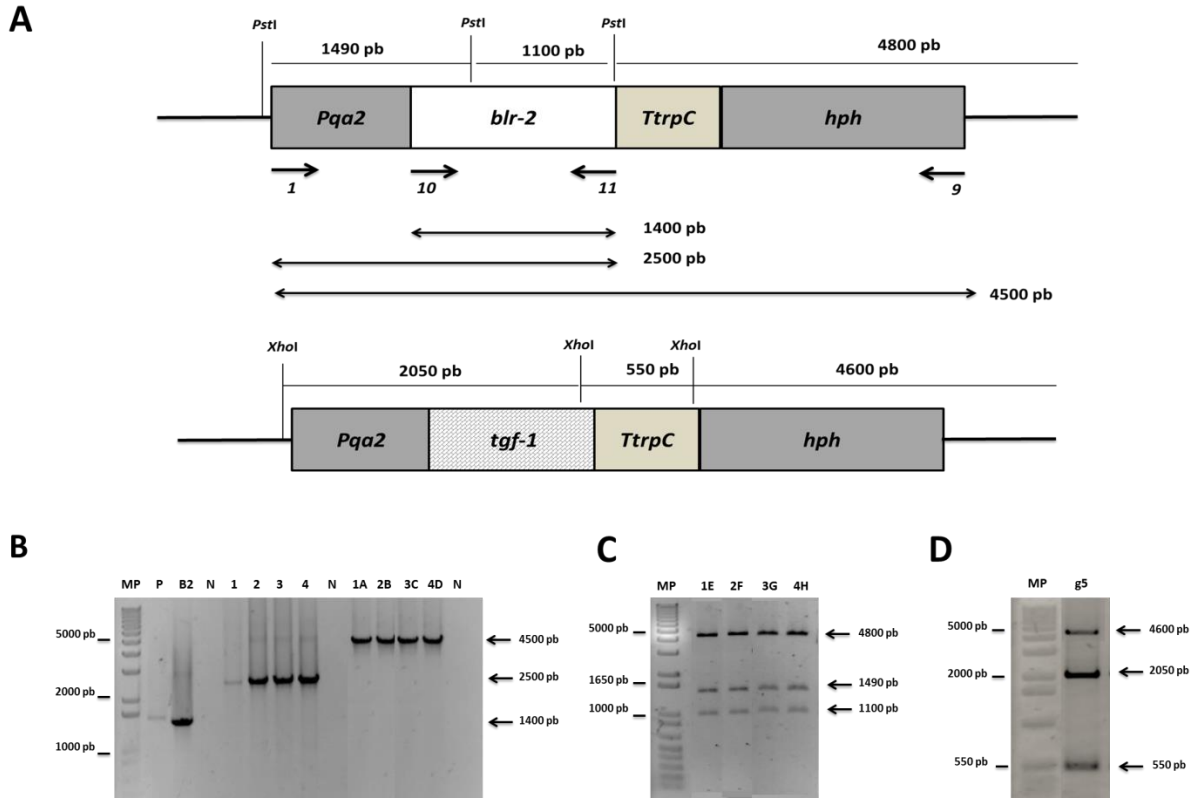 A
PstI PstI PstI
1490 pb 1100 pb 4800 pb
Pqa2 blr-2 TtrpC hph
1 10 11 9
1400 pb
2500 pb
4500 pb
XhoI XhoI XhoI
2050 pb 550 pb 4600 pb
Pqa2 tgf-1 TtrpC hph
B
MP P B2 N 1 2 3 4 N 1A 2B 3C 4D N
5000 pb 4500 pb
2500 pb
2000 pb
1400 pb
1000 pb
C
MP 1E 2F 3G 4H
5000 pb 4800 pb
1650 pb 1490 pb
1000 pb 1100 pb
D
MP g5
5000 pb 4600 pb
2000 pb 2050 pb
550 pb 550 pb